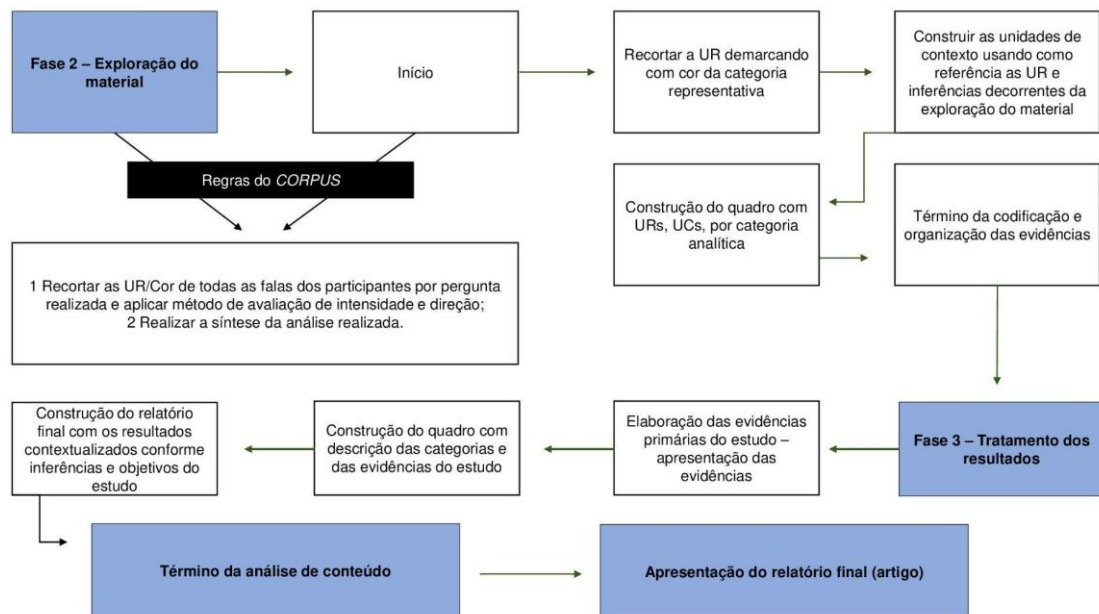 Fase 2 – Exploração do
material
Início
Recortar a UR demarcando
com cor da categoria
representativa
Construir as unidades de
contexto usando como
referência as UR e
inferências decorrentes da
exploração do material
Regras do CORPUS
Construção do quadro com
URs, UCs, por categoria
analítica
Término da codificação e
organização das evidências
1 Recortar as UR/Cor de todas as falas dos participantes por pergunta
realizada e aplicar método de avaliação de intensidade e direção;
2 Realizar a síntese da análise realizada.
Fase 3 – Tratamento dos
resultados
Elaboração das evidências
primárias do estudo –
apresentação das
evidências
Construção do quadro com
descrição das categorias e
das evidências do estudo
Construção do relatório
final com os resultados
contextualizados conforme
inferências e objetivos do
estudo
Término da análise de conteúdo
Apresentação do relatório final (artigo)